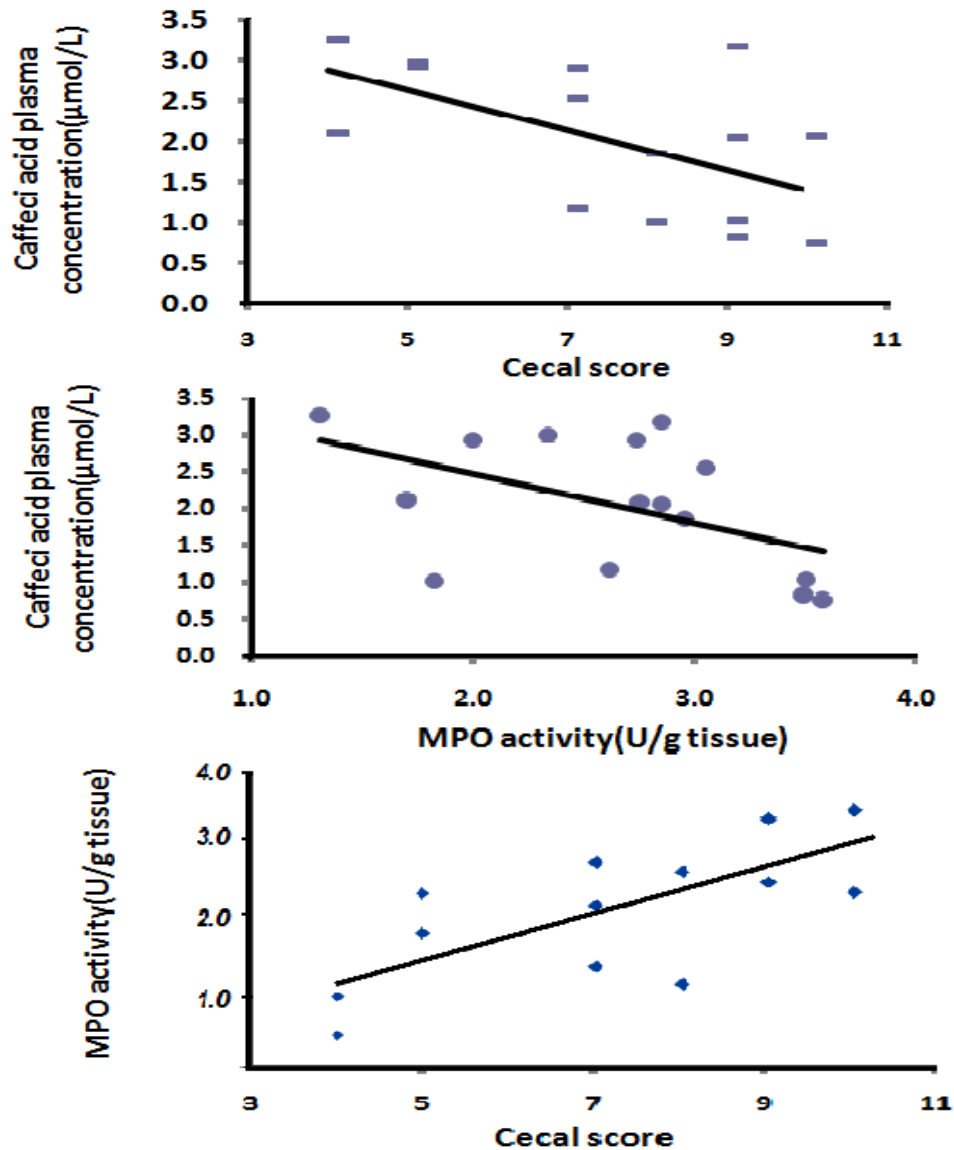 Caffeci acid plasma
concentration(µmol/L)
3.5
3.0
2.5
2.0
1.5
1.0
0.5
0.0
3 5 7 9 11
Cecal score
Caffeci acid plasma
concentration(µmol/L)
3.5
3.0
2.5
2.0
1.5
1.0
0.5
0.0
1.0 2.0 3.0 4.0
MPO activity(U/g tissue)
MPO activity(U/g tissue)
4.0
3.0
2.0
1.0
3 5 7 9 11
Cecal score